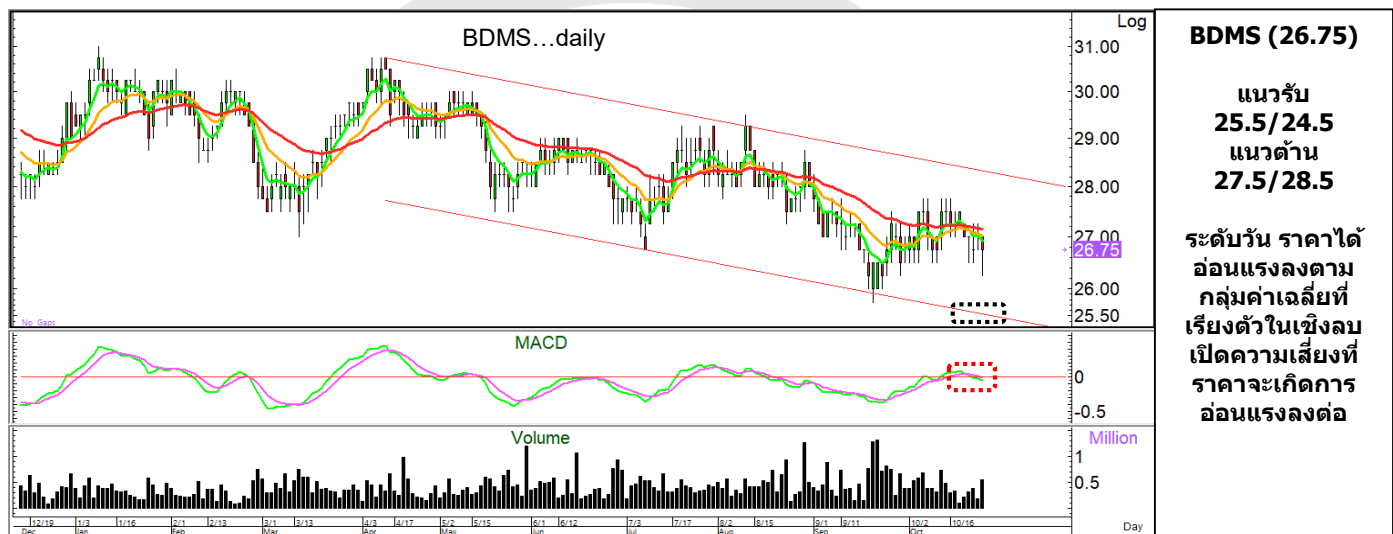 Log
BDMS...daily
31.00
30.00
29.00
28.00
27.00
26.75
26.00
25.50
No Gaps
MACD
0
-0.5
Volume
Million
1
0.5
12/19 1/3 1/16 2/1 2/13 3/1 3/13 4/3 4/17 5/2 5/15 6/1 6/12 7/3 7/17 8/2 8/15 9/1 9/11 10/2 10/16
Dec Jan Feb Mar Apr May Jun Jul Aug Sep Oct
Day
BDMS (26.75)
แนวรับ
25.5/24.5
แนวต้าน
27.5/28.5
ระดับวัน ราคาได้
อ่อนแรงลงตาม
กลุ่มค่าเฉลี่ยที่
เรียงตัวในเชิงลบ
เปิดความเสี่ยงที่
ราคาจะเกิดการ
อ่อนแรงลงต่อ